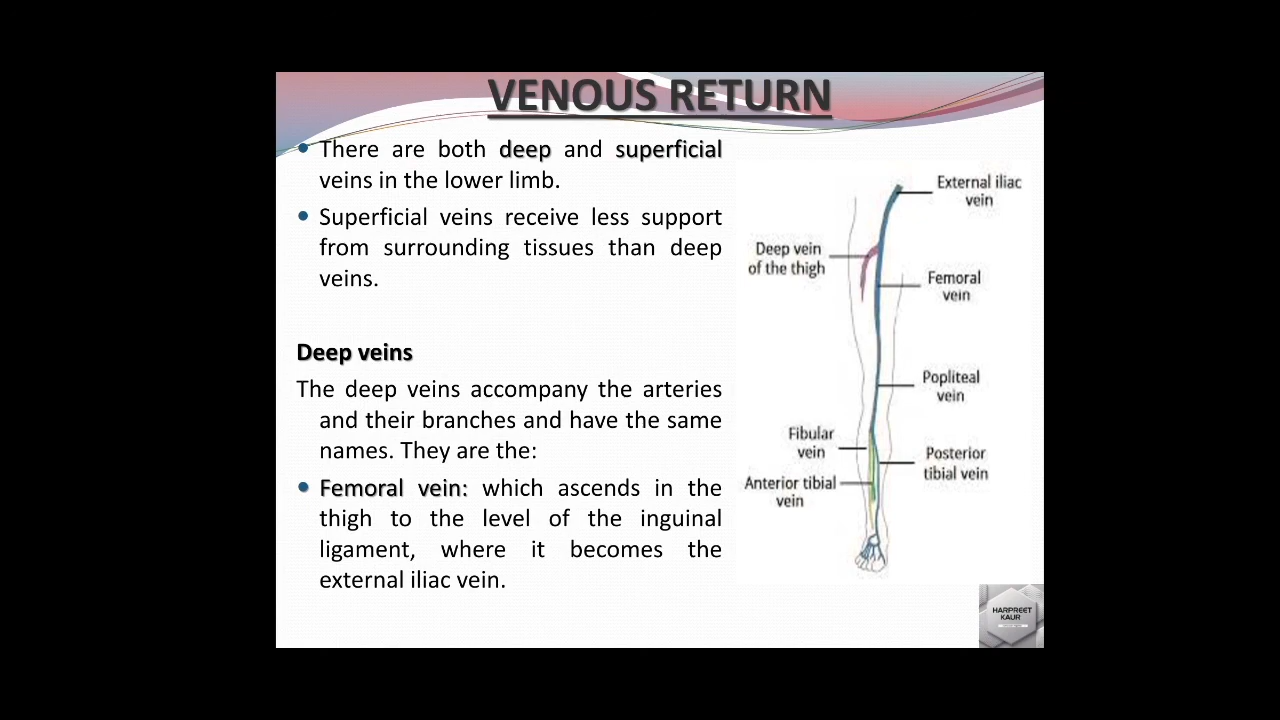 VENOUS RETURN
• There are both deep and superficial
veins in the lower limb.
• Superficial veins receive less support
from surrounding tissues than deep
veins.
Deep veins
The deep veins accompany the arteries
and their branches and have the same
names. They are the:
• Femoral vein: which ascends in the
thigh to the level of the inguinal
ligament, where it becomes the
external iliac vein.
External iliac
vein
Deep vein
of the thigh
Femoral
vein
Popliteal
vein
Fibular
vein
Posterior
tibial vein
Anterior tibial
vein
HARPREET
KAUR